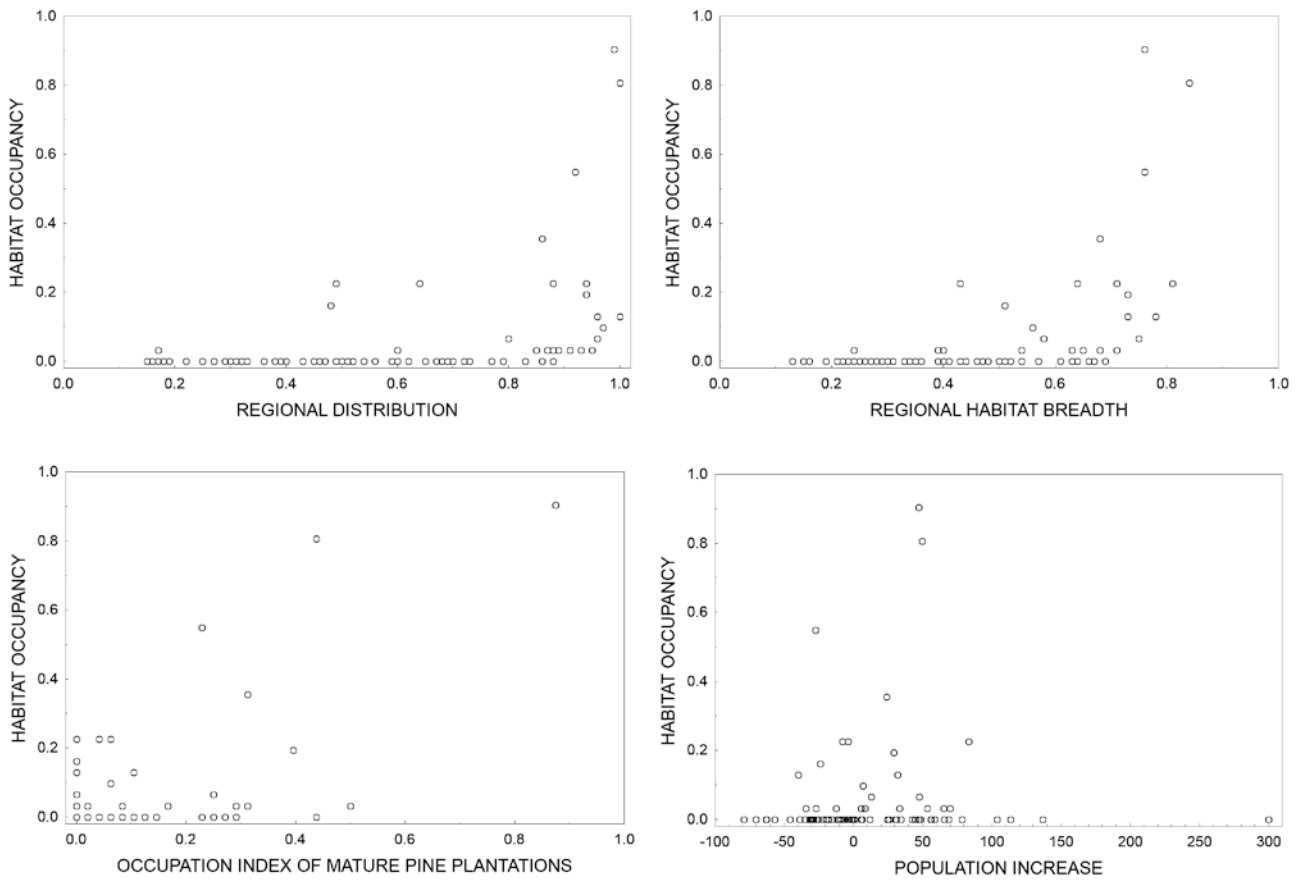 1.0
0.8
0.6
0.4
0.2
0.0
HABITAT OCCUPANCY
0.0 0.2 0.4 0.6 0.8 1.0
REGIONAL DISTRIBUTION
1.0
0.8
0.6
0.4
0.2
0.0
HABITAT OCCUPANCY
0.0 0.2 0.4 0.6 0.8 1.0
REGIONAL HABITAT BREADTH
1.0
0.8
0.6
0.4
0.2
0.0
HABITAT OCCUPANCY
0.0 0.2 0.4 0.6 0.8 1.0
OCCUPATION INDEX OF MATURE PINE PLANTATIONS
1.0
0.8
0.6
0.4
0.2
0.0
HABITAT OCCUPANCY
-100 -50 0 50 100 150 200 250 300
POPULATION INCREASE